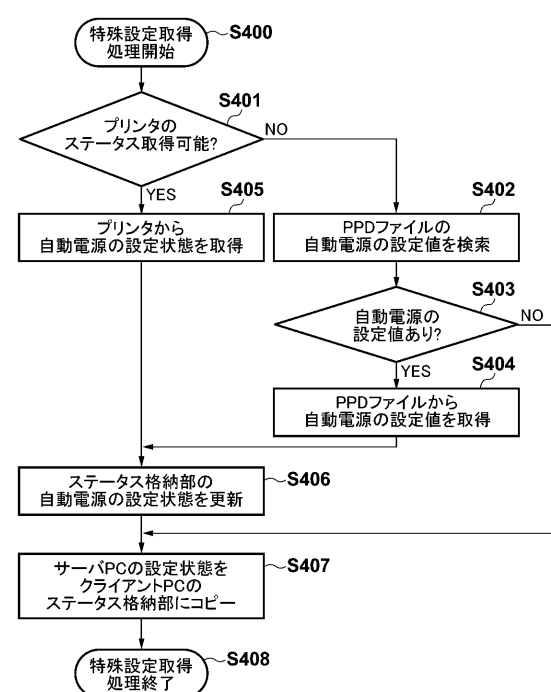 特殊設定取得
処理開始
S400
プリンタの
ステータス取得可能?
S401
NO
YES
プリンタから
自動電源の設定状態を取得
S405
PPDファイルの
自動電源の設定値を検索
S402
自動電源の
設定値あり?
S403
NO
YES
PPDファイルから
自動電源の設定値を取得
S404
ステータス格納部の
自動電源の設定状態を更新
S406
サーバPCの設定状態を
クライアントPCの
ステータス格納部にコピー
S407
特殊設定取得
処理終了
S408